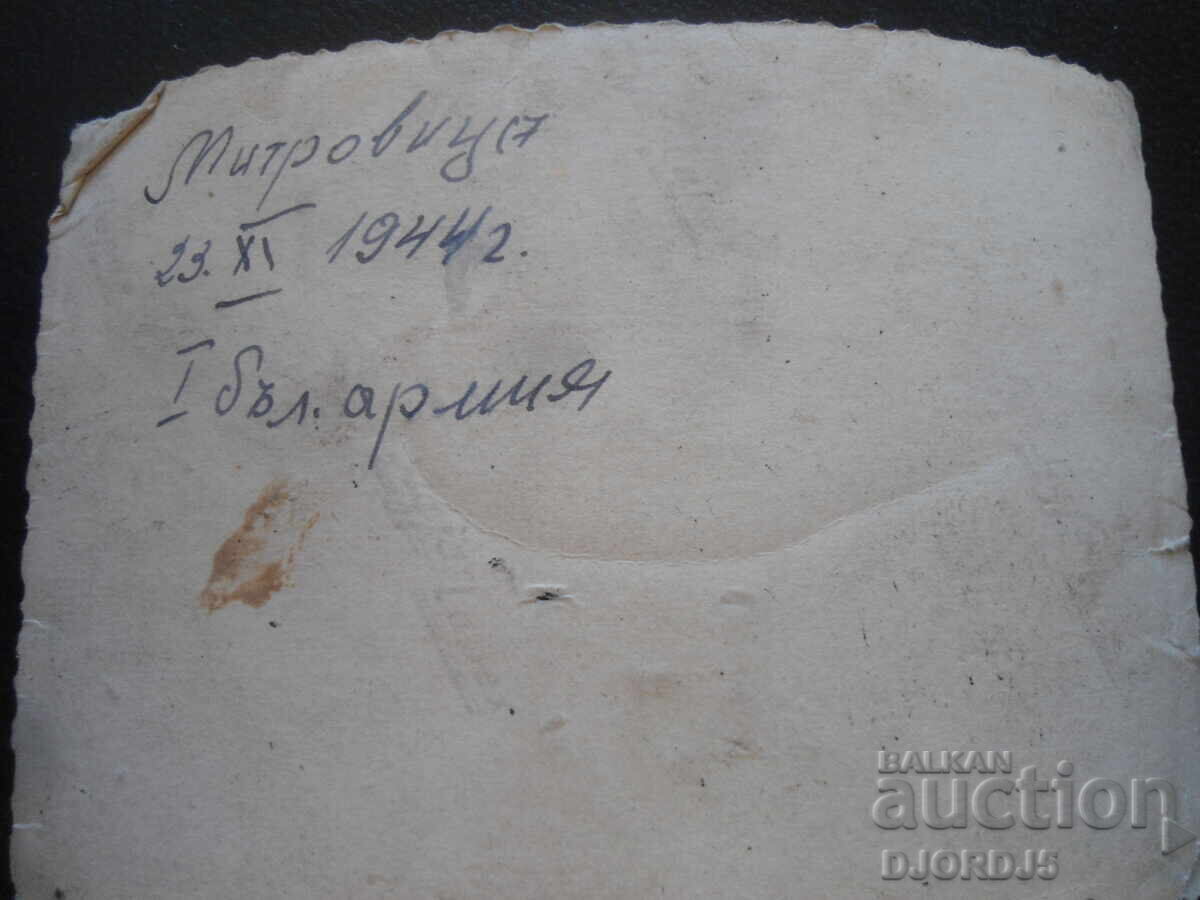 Митровица
23. XI 1944 г.
I бъл. армия
BALKAN
auction
DJORDJ5